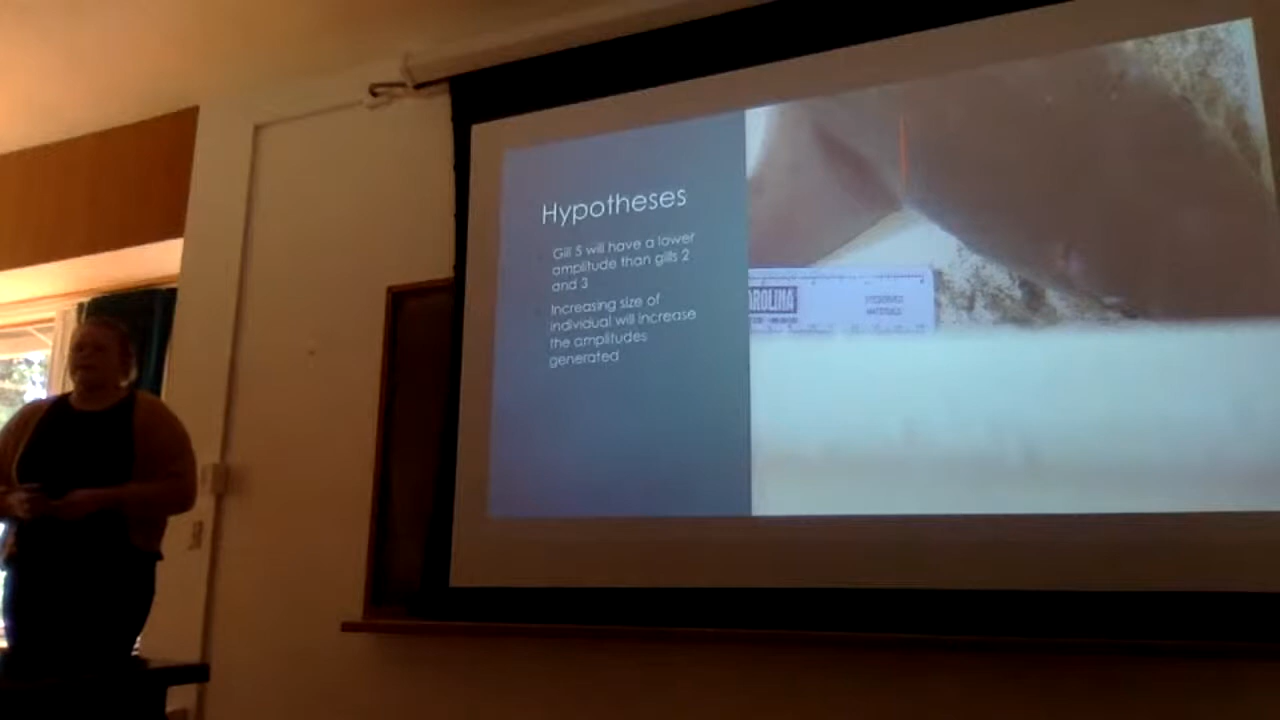 Hypotheses
Gill 5 will have a lower
amplitude than gills 2
and 3
Increasing size of
individual will increase
the amplitudes
generated
AROLINA